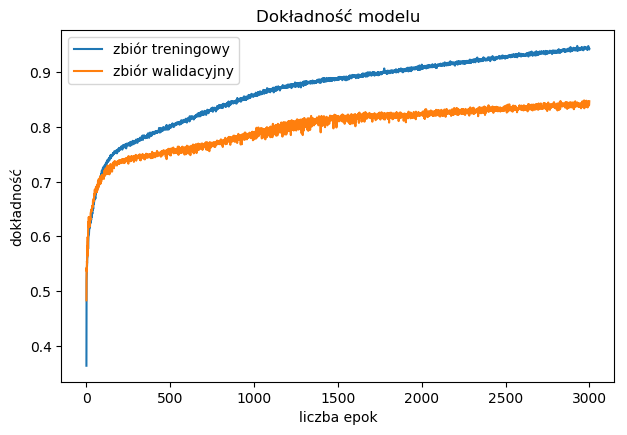 Dokładność modelu
zbiór treningowy
zbiór walidacyjny
dokładność
0.9
0.8
0.7
0.6
0.5
0.4
0
500
1000
1500
2000
2500
3000
liczba epok